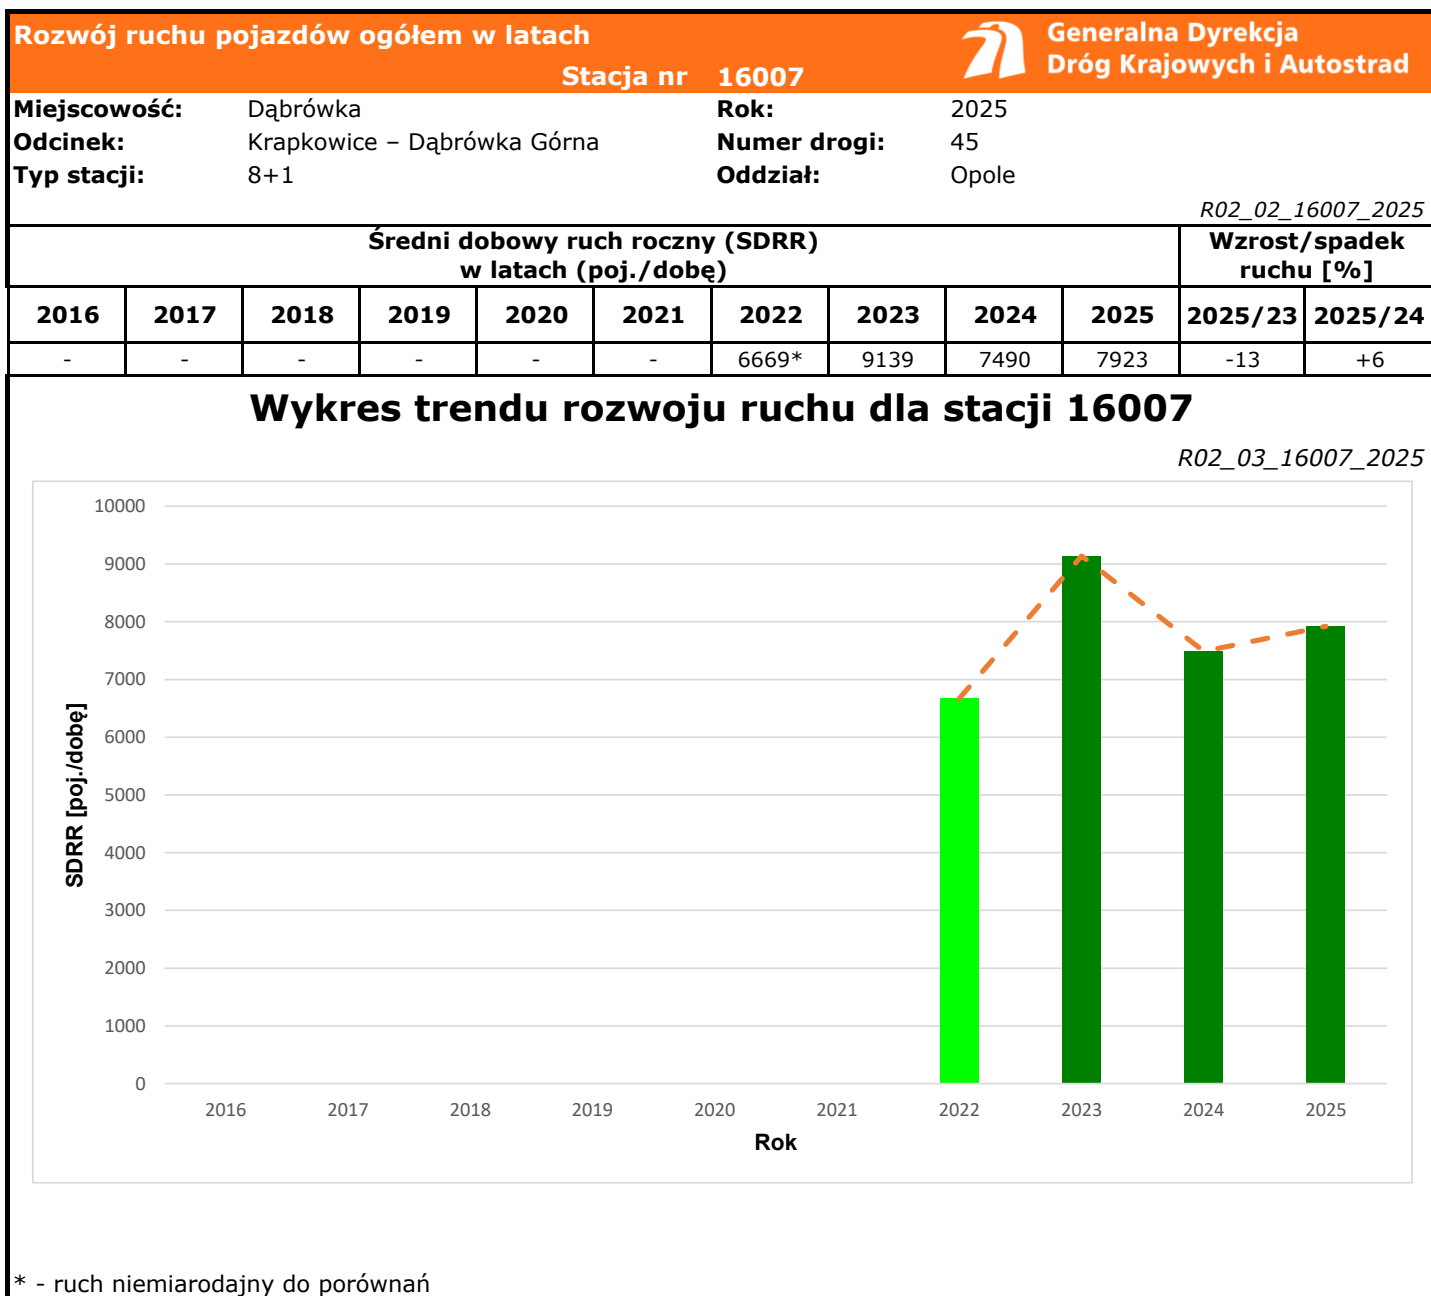 Rozwój ruchu pojazdów ogółem w latach
Generalna Dyrekcja
Dróg Krajowych i Autostrad
Stacja nr 16007
Miejscowość: Dąbrówka Rok: 2025
Odcinek: Krapkowice – Dąbrówka Górna Numer drogi: 45
Typ stacji: 8+1 Oddział: Opole
R02_02_16007_2025
Średni dobowy ruch roczny (SDRR)
w latach (poj./dobę)
Wzrost/spadek
ruchu [%]
2016 2017 2018 2019 2020 2021 2022 2023 2024 2025 2025/23 2025/24
- - - - - - 6669* 9139 7490 7923 -13 +6
Wykres trendu rozwoju ruchu dla stacji 16007
R02_03_16007_2025
10000
9000
8000
7000
6000
5000
4000
3000
2000
1000
0
SDRR [poj./dobę]
2016 2017 2018 2019 2020 2021 2022 2023 2024 2025
Rok
* - ruch niemiarodajny do porównań